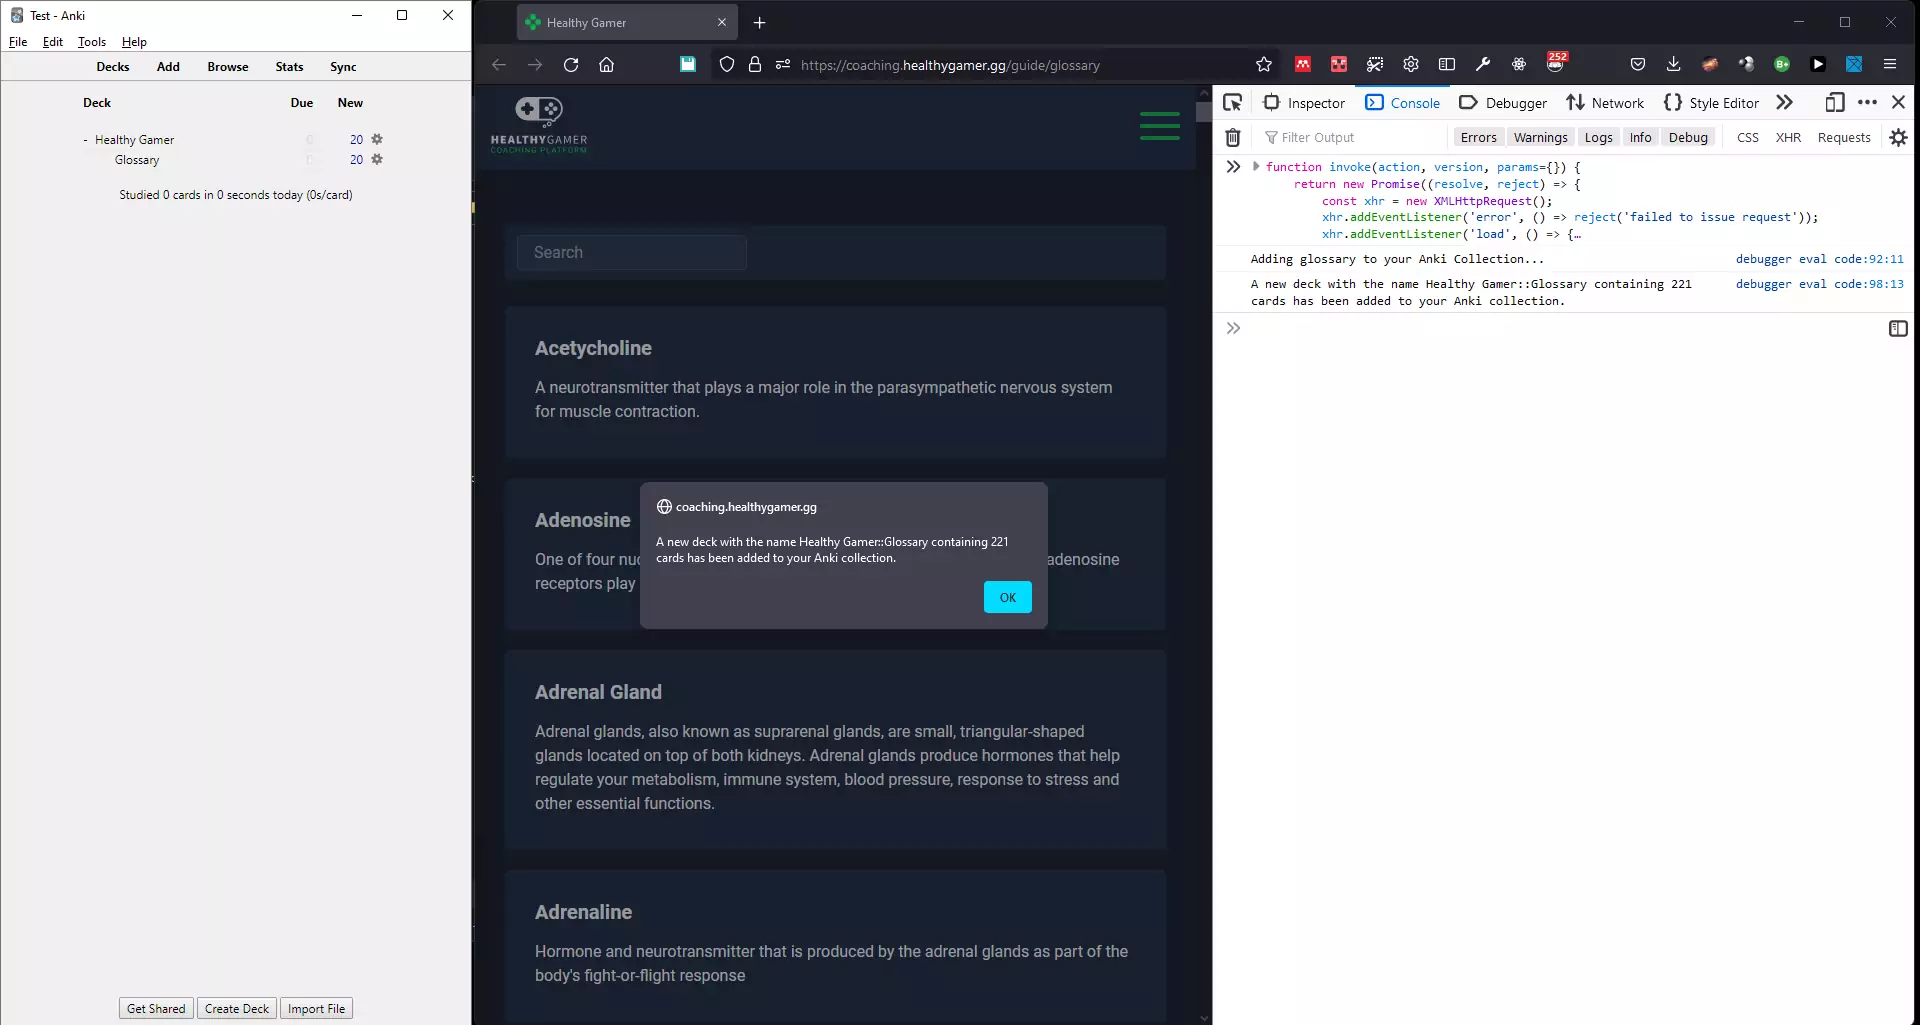 Test - Anki
File Edit Tools Help
Decks Add Browse Stats Sync
Deck Due New
- Healthy Gamer 0 20
Glossary 0 20
Studied 0 cards in 0 seconds today (0s/card)
Get Shared Create Deck Import File
Healthy Gamer
https://coaching.healthygamer.gg/guide/glossary
252
B+
HEALTHYGAMER
COACHING PLATFORM
Search
Acetycholine
A neurotransmitter that plays a major role in the parasympathetic nervous system
for muscle contraction.
Adenosine
One of four nuc
adenosine
receptors play
coaching.healthygamer.gg
A new deck with the name Healthy Gamer::Glossary containing 221
cards has been added to your Anki collection.
OK
Adrenal Gland
Adrenal glands, also known as suprarenal glands, are small, triangular-shaped
glands located on top of both kidneys. Adrenal glands produce hormones that help
regulate your metabolism, immune system, blood pressure, response to stress and
other essential functions.
Adrenaline
Hormone and neurotransmitter that is produced by the adrenal glands as part of the
body's fight-or-flight response
Inspector Console Debugger Network Style Editor
Filter Output Errors Warnings Logs Info Debug CSS XHR Requests
function invoke(action, version, params={}) {
return new Promise((resolve, reject) => {
const xhr = new XMLHttpRequest();
xhr.addEventListener('error', () => reject('failed to issue request'));
xhr.addEventListener('load', () => {…
Adding glossary to your Anki Collection... debugger eval code:92:11
A new deck with the name Healthy Gamer::Glossary containing 221 debugger eval code:98:13
cards has been added to your Anki collection.